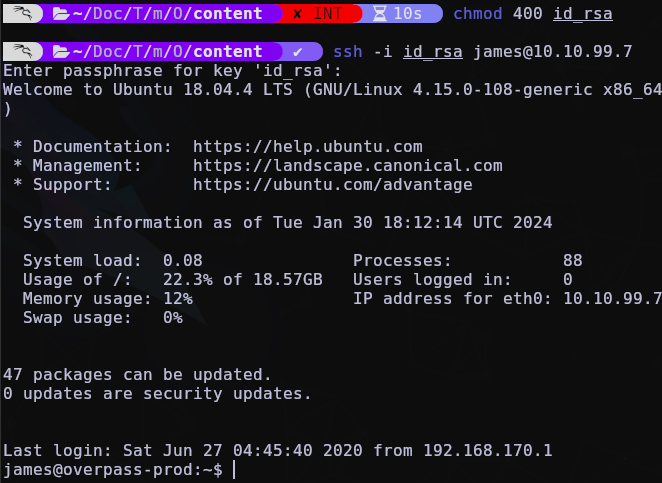 ~/Doc/T/m/O/content ✘ INT 10s chmod 400 id_rsa
~/Doc/T/m/O/content ✔ ssh -i id_rsa james@10.10.99.7
Enter passphrase for key 'id_rsa':
Welcome to Ubuntu 18.04.4 LTS (GNU/Linux 4.15.0-108-generic x86_64
)
* Documentation: https://help.ubuntu.com
* Management: https://landscape.canonical.com
* Support: https://ubuntu.com/advantage
System information as of Tue Jan 30 18:12:14 UTC 2024
System load: 0.08 Processes: 88
Usage of /: 22.3% of 18.57GB Users logged in: 0
Memory usage: 12% IP address for eth0: 10.10.99.7
Swap usage: 0%
47 packages can be updated.
0 updates are security updates.
Last login: Sat Jun 27 04:45:40 2020 from 192.168.170.1
james@overpass-prod:~$